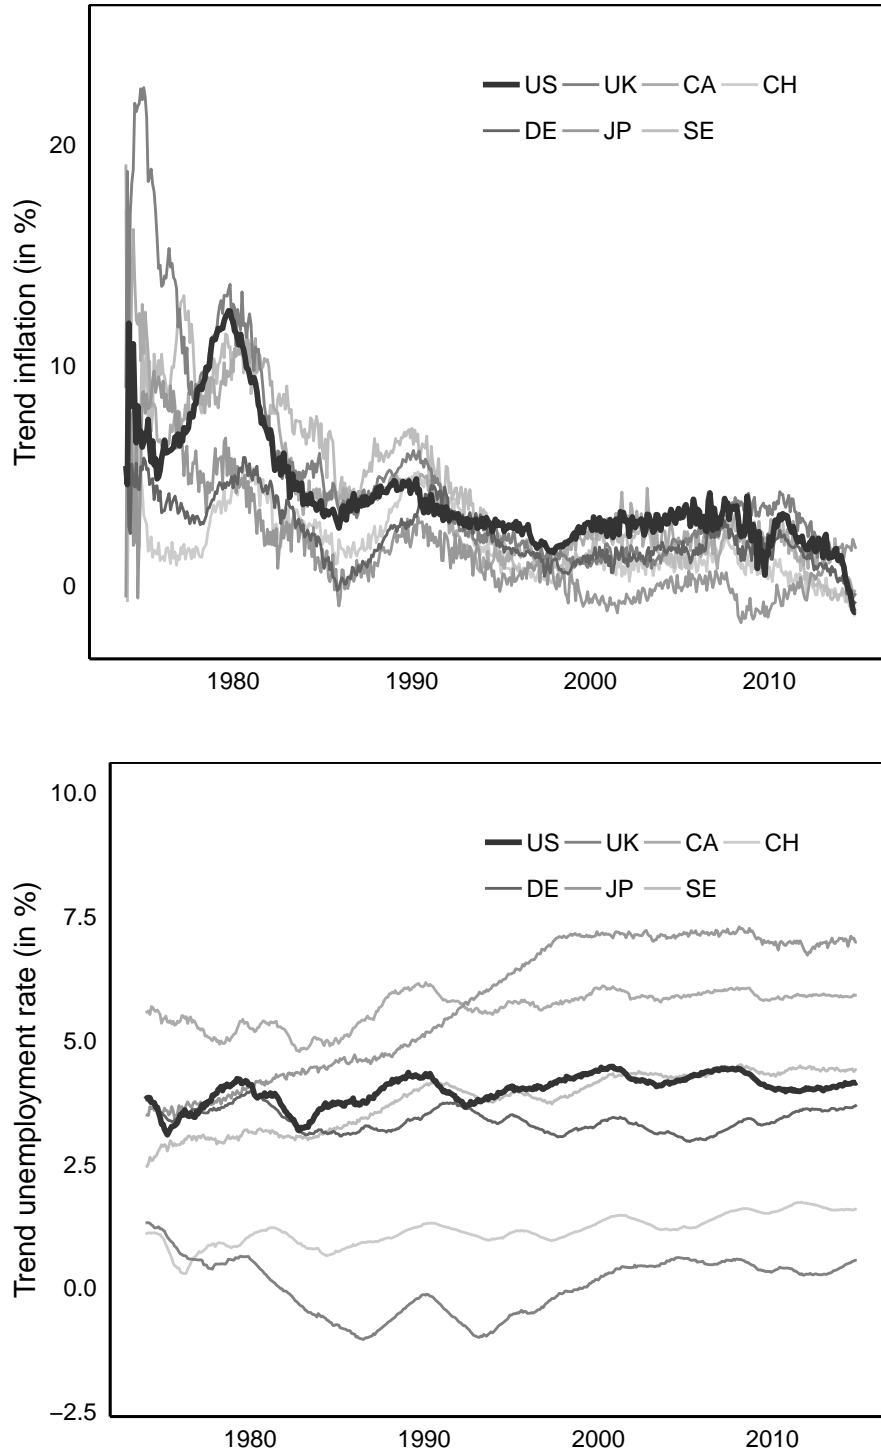 US UK CA CH
DE JP SE
Trend inflation (in %)
20
10
0
1980 1990 2000 2010
US UK CA CH
DE JP SE
Trend unemployment rate (in %)
10.0
7.5
5.0
2.5
0.0
−2.5
1980 1990 2000 2010